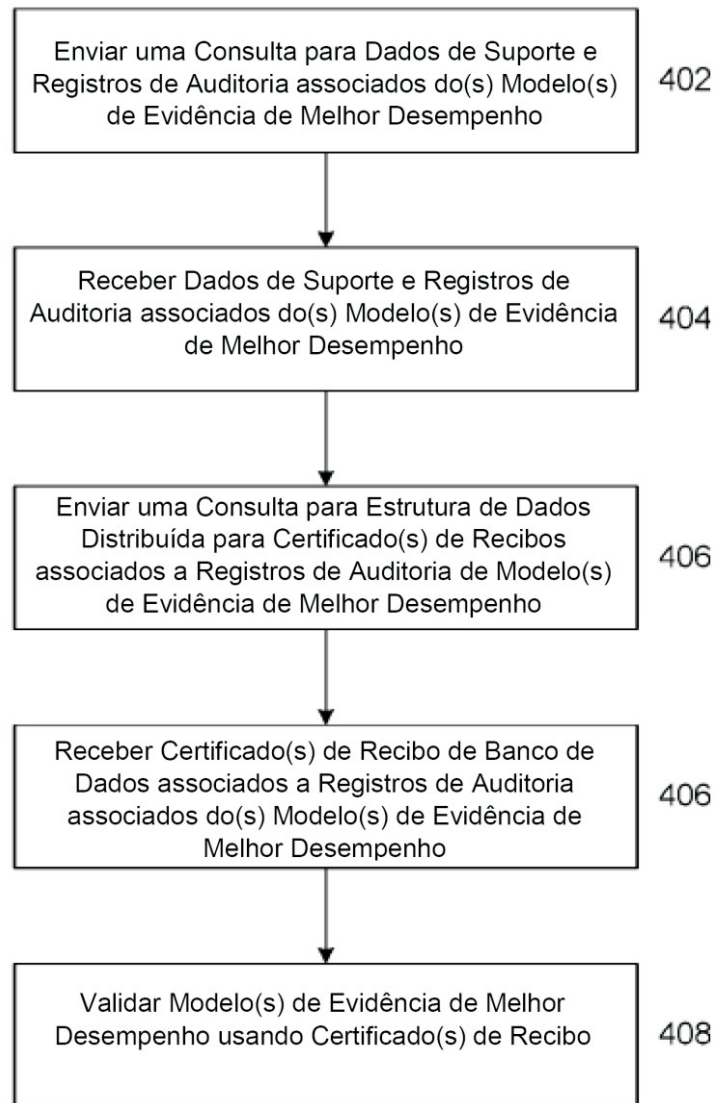 Enviar uma Consulta para Dados de Suporte e
Registros de Auditoria associados do(s) Modelo(s)
de Evidência de Melhor Desempenho
402
Receber Dados de Suporte e Registros de
Auditoria associados do(s) Modelo(s) de Evidência
de Melhor Desempenho
404
Enviar uma Consulta para Estrutura de Dados
Distribuída para Certificado(s) de Recibos
associados a Registros de Auditoria de Modelo(s)
de Evidência de Melhor Desempenho
406
Receber Certificado(s) de Recibo de Banco de
Dados associados a Registros de Auditoria
associados do(s) Modelo(s) de Evidência de
Melhor Desempenho
406
Validar Modelo(s) de Evidência de Melhor
Desempenho usando Certificado(s) de Recibo
408